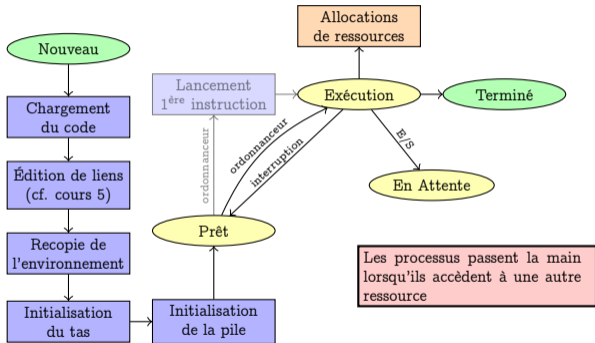 Allocations
de ressources
Nouveau
Lancement
1ère instruction
Exécution
Terminé
Chargement
du code
ordonnanceur
ordonnanceur
interruption
E/S
Édition de liens
(cf. cours 5)
En Attente
Prêt
Recopie de
l'environnement
Les processus passent la main
lorsqu'ils accèdent à une autre
ressource
Initialisation
du tas
Initialisation
de la pile